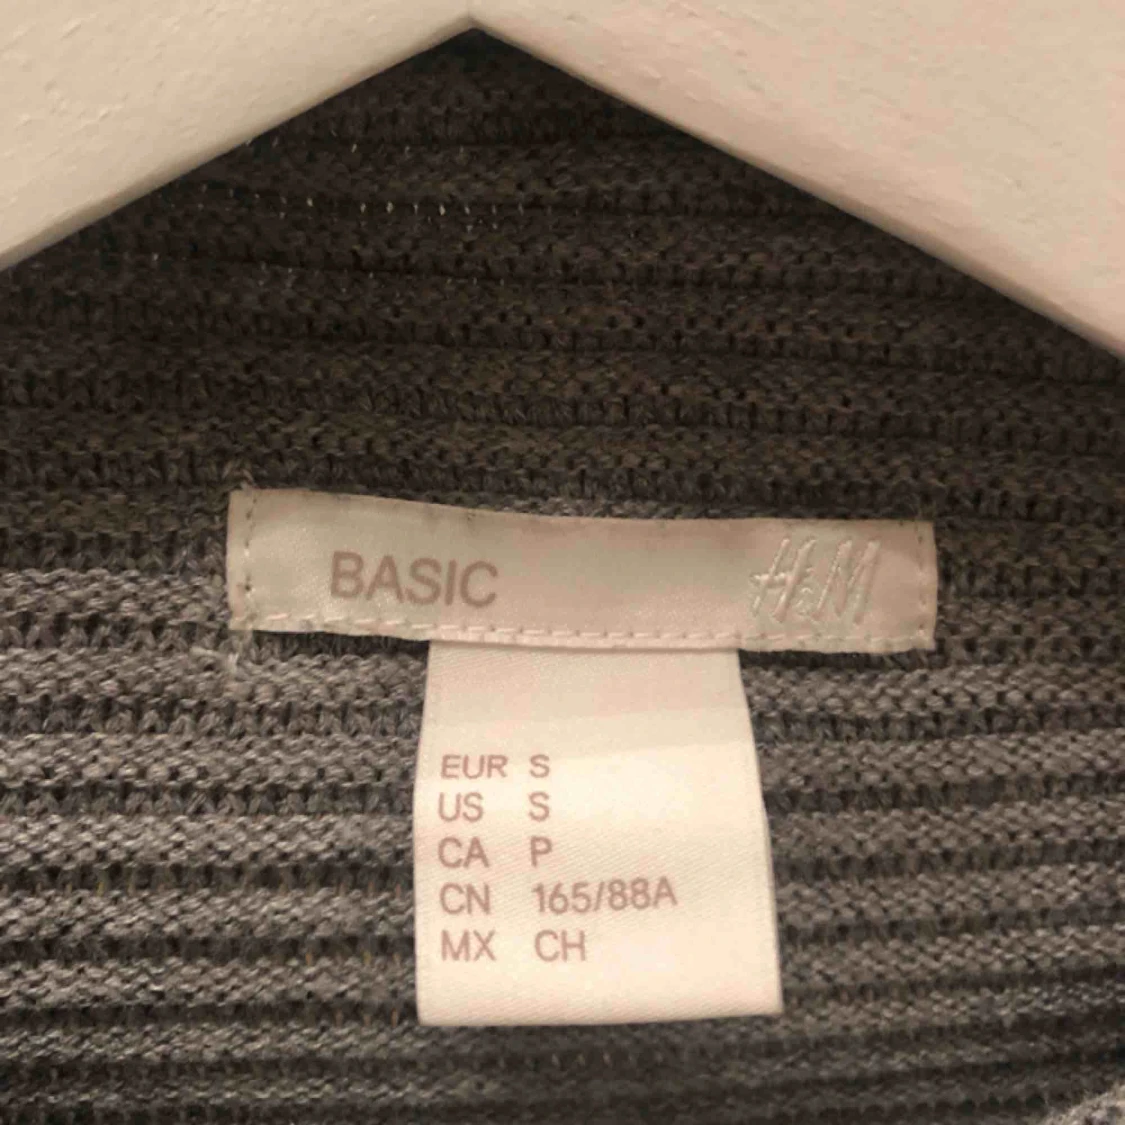 BASIC H&M
EUR S
US S
CA P
CN 165/88A
MX CH